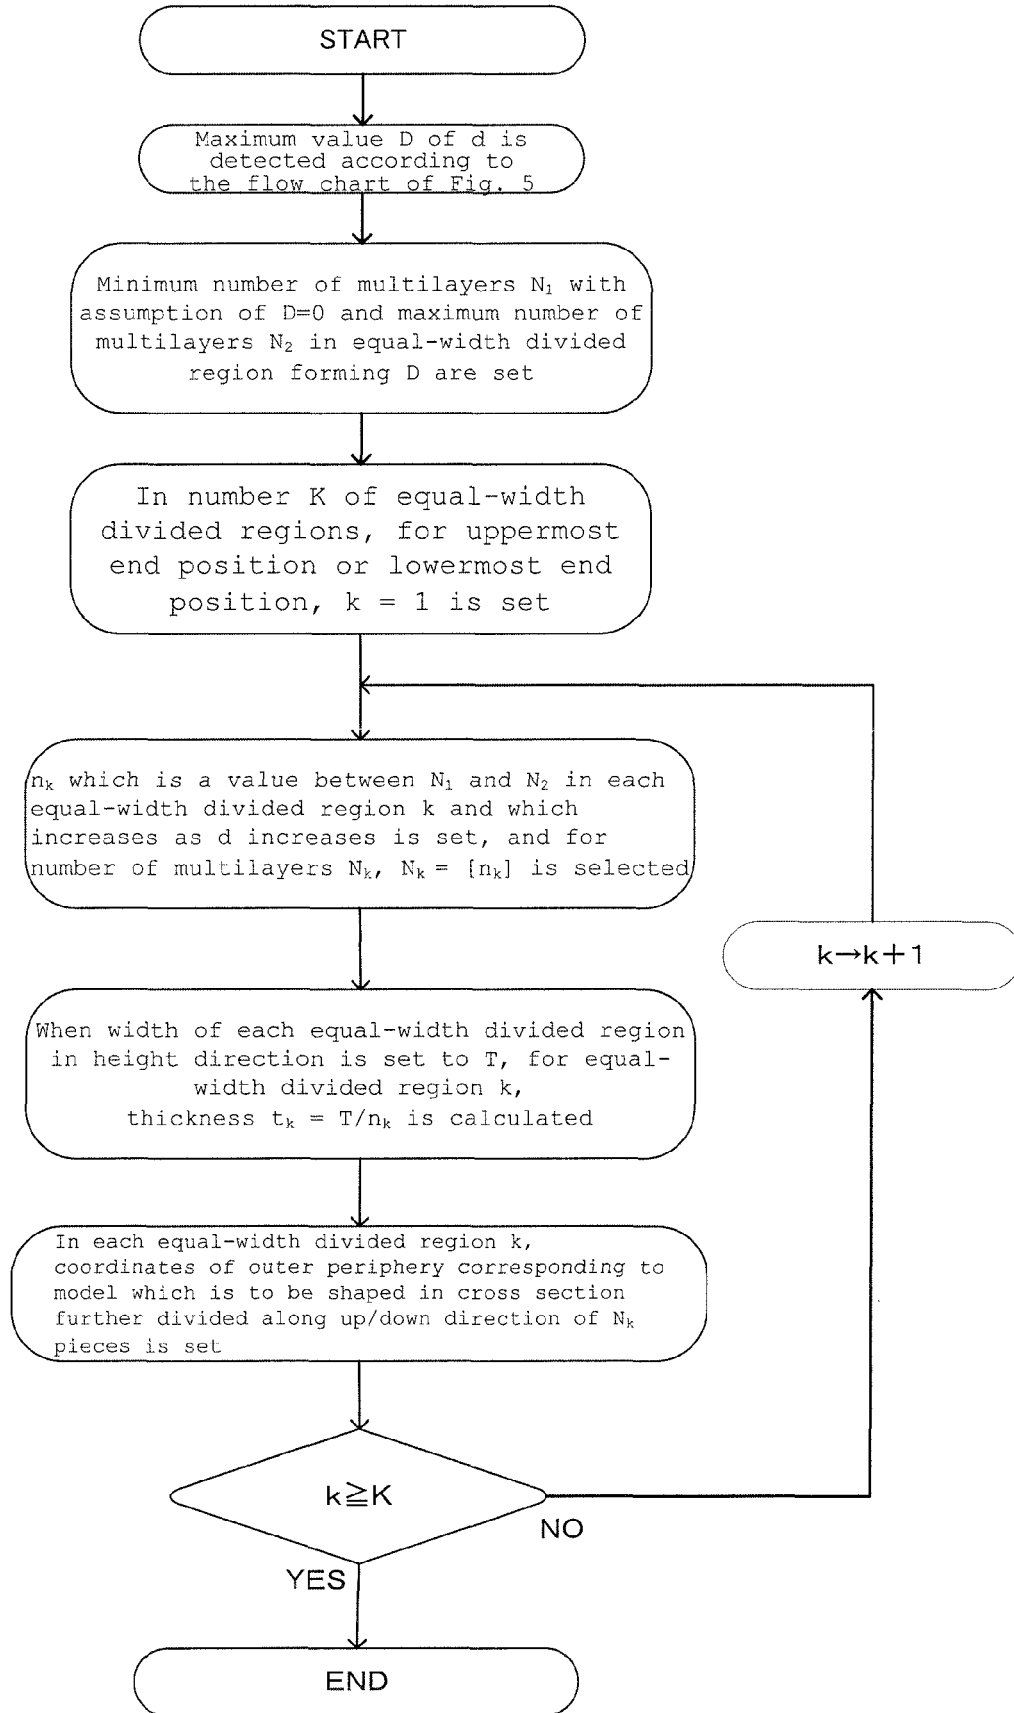 START
Maximum value D of d is
detected according to
the flow chart of Fig. 5
Minimum number of multilayers N₁ with
assumption of D=0 and maximum number of
multilayers N₂ in equal-width divided
region forming D are set
In number K of equal-width
divided regions, for uppermost
end position or lowermost end
position, k = 1 is set
nₖ which is a value between N₁ and N₂ in each
equal-width divided region k and which
increases as d increases is set, and for
number of multilayers Nₖ, Nₖ = [nₖ] is selected
k→k+1
When width of each equal-width divided region
in height direction is set to T, for equal-
width divided region k,
thickness tₖ = T/nₖ is calculated
In each equal-width divided region k,
coordinates of outer periphery corresponding to
model which is to be shaped in cross section
further divided along up/down direction of Nₖ
pieces is set
k≧K
NO
YES
END